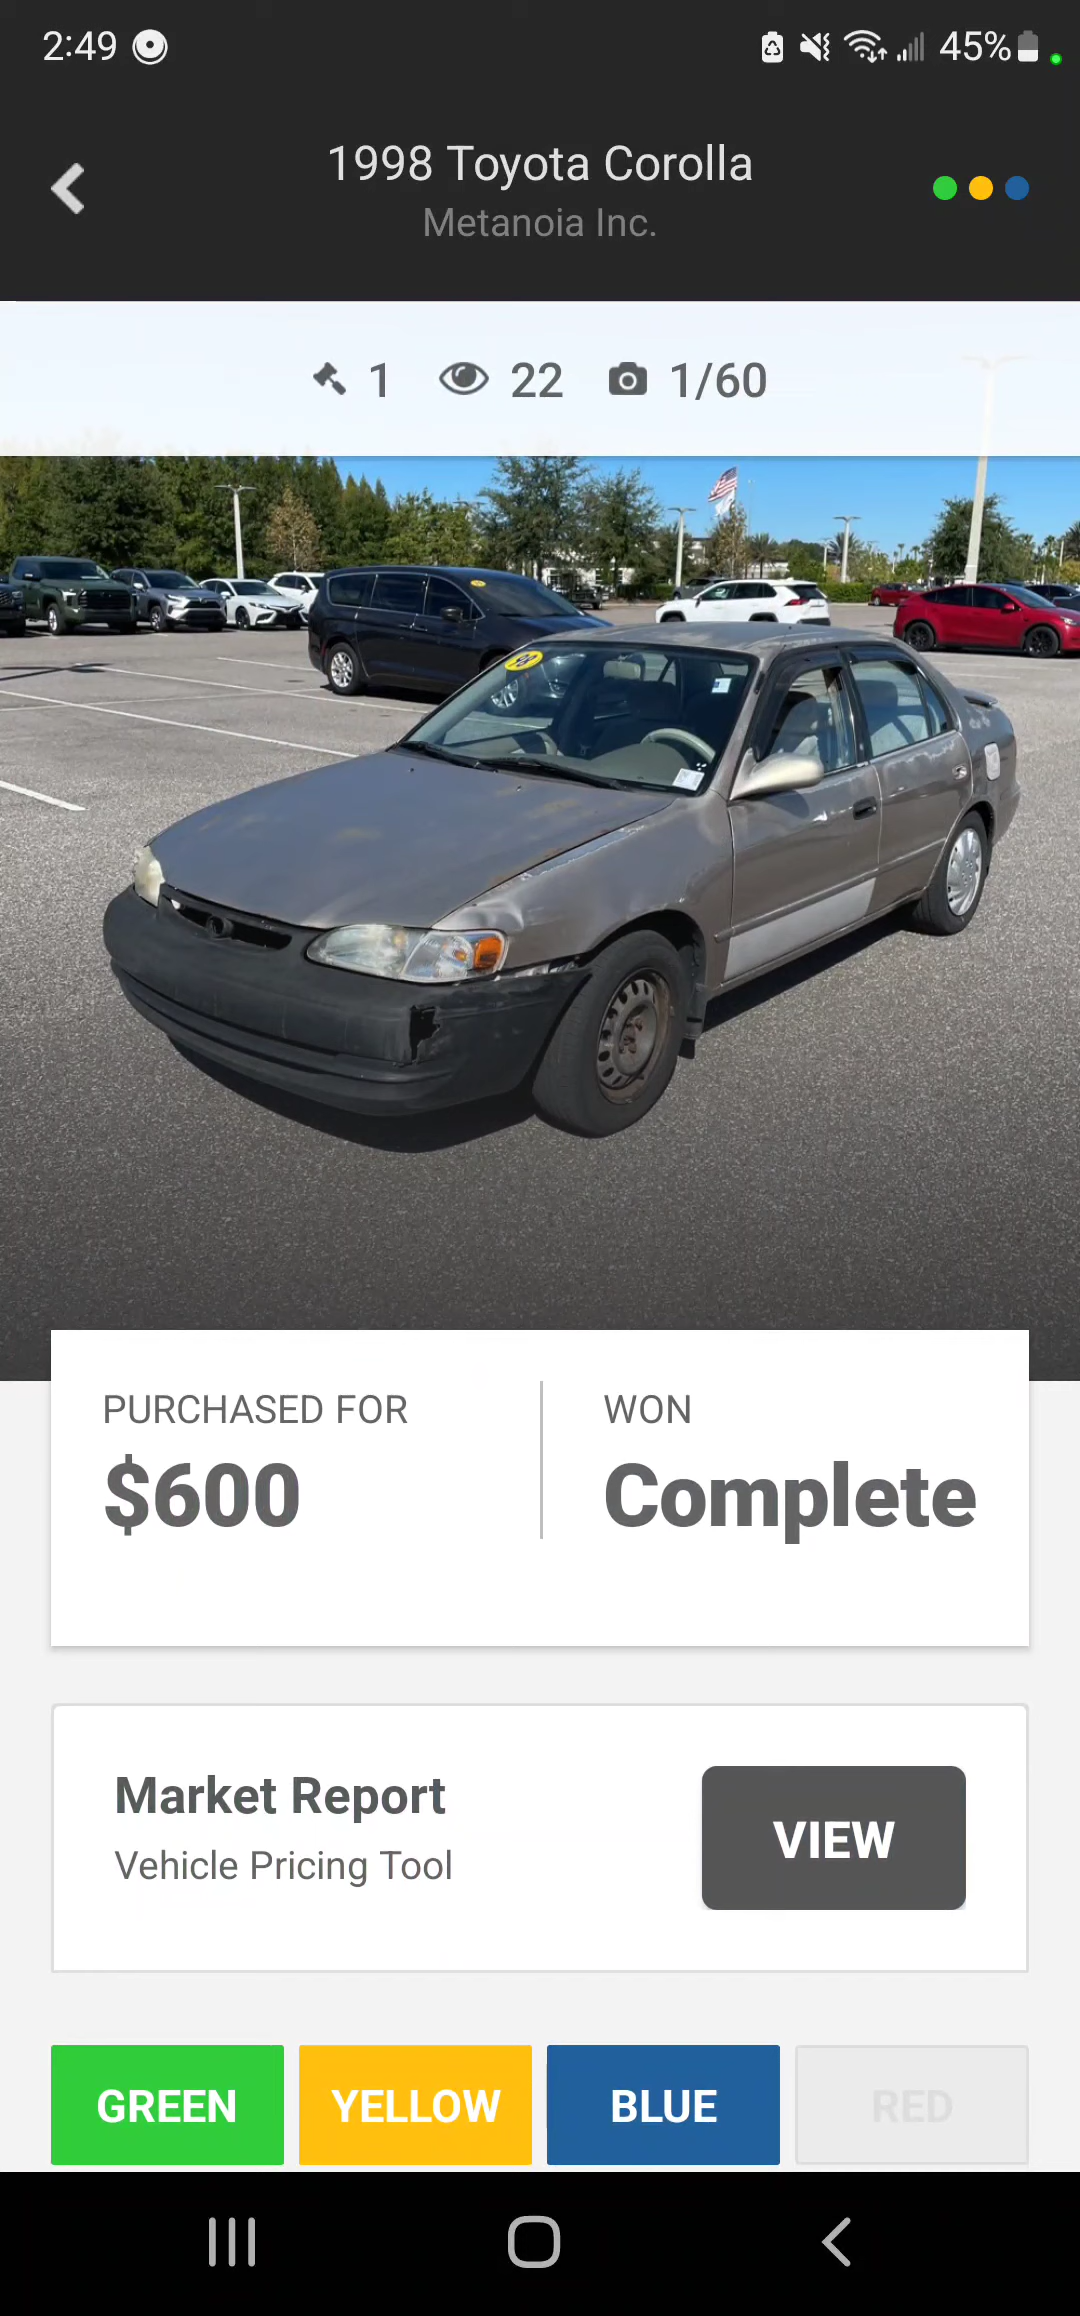 2:49
45%
1998 Toyota Corolla
Metanoia Inc.
1 22 1/60
98
PURCHASED FOR
$600
WON
Complete
Market Report
Vehicle Pricing Tool
VIEW
GREEN YELLOW BLUE RED